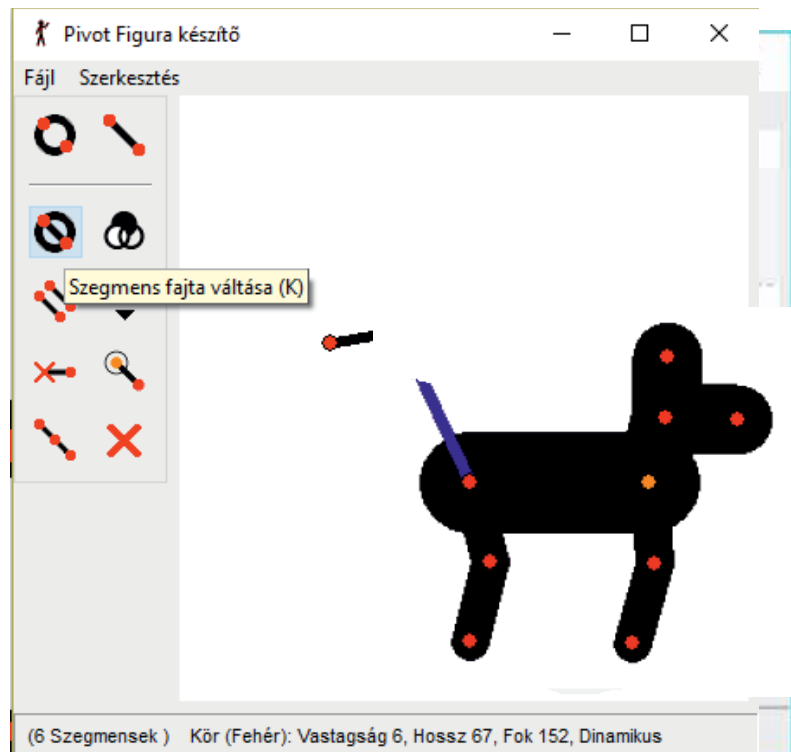 Pivot Figura készítő
Fájl Szerkesztés
Szegmens fajta váltása (K)
(6 Szegmensek ) Kör (Fehér): Vastagság 6, Hossz 67, Fok 152, Dinamikus